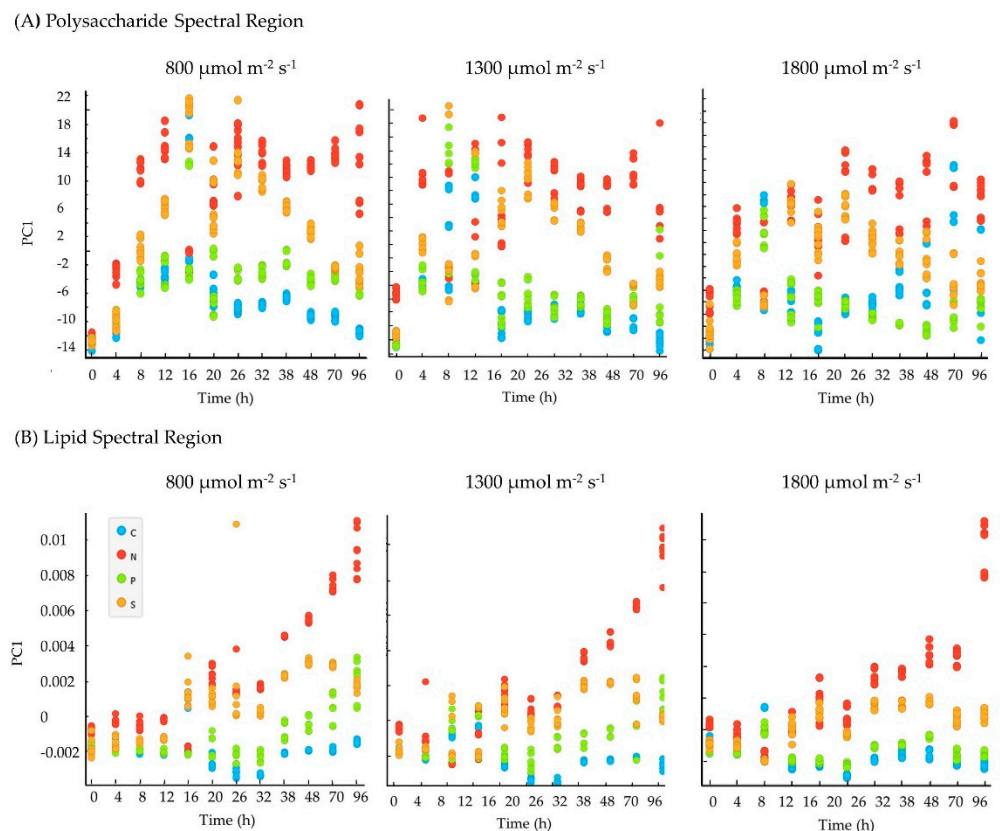 (A) Polysaccharide Spectral Region
800 µmol m⁻² s⁻¹ 1300 µmol m⁻² s⁻¹ 1800 µmol m⁻² s⁻¹
22
18
14
10
6
2
-2
-6
-10
-14
PC1
0 4 8 12 16 20 26 32 38 48 70 96
0 4 8 12 16 20 26 32 38 48 70 96
0 4 8 12 16 20 26 32 38 48 70 96
Time (h) Time (h) Time (h)
(B) Lipid Spectral Region
800 µmol m⁻² s⁻¹ 1300 µmol m⁻² s⁻¹ 1800 µmol m⁻² s⁻¹
C
N
P
S
0.01
0.008
0.006
0.004
0.002
0
-0.002
PC1
0 4 8 12 16 20 26 32 38 48 70 96
0 4 8 12 16 20 26 32 38 48 70 96
0 4 8 12 16 20 24 32 38 48 70 96
Time (h) Time (h) Time (h)